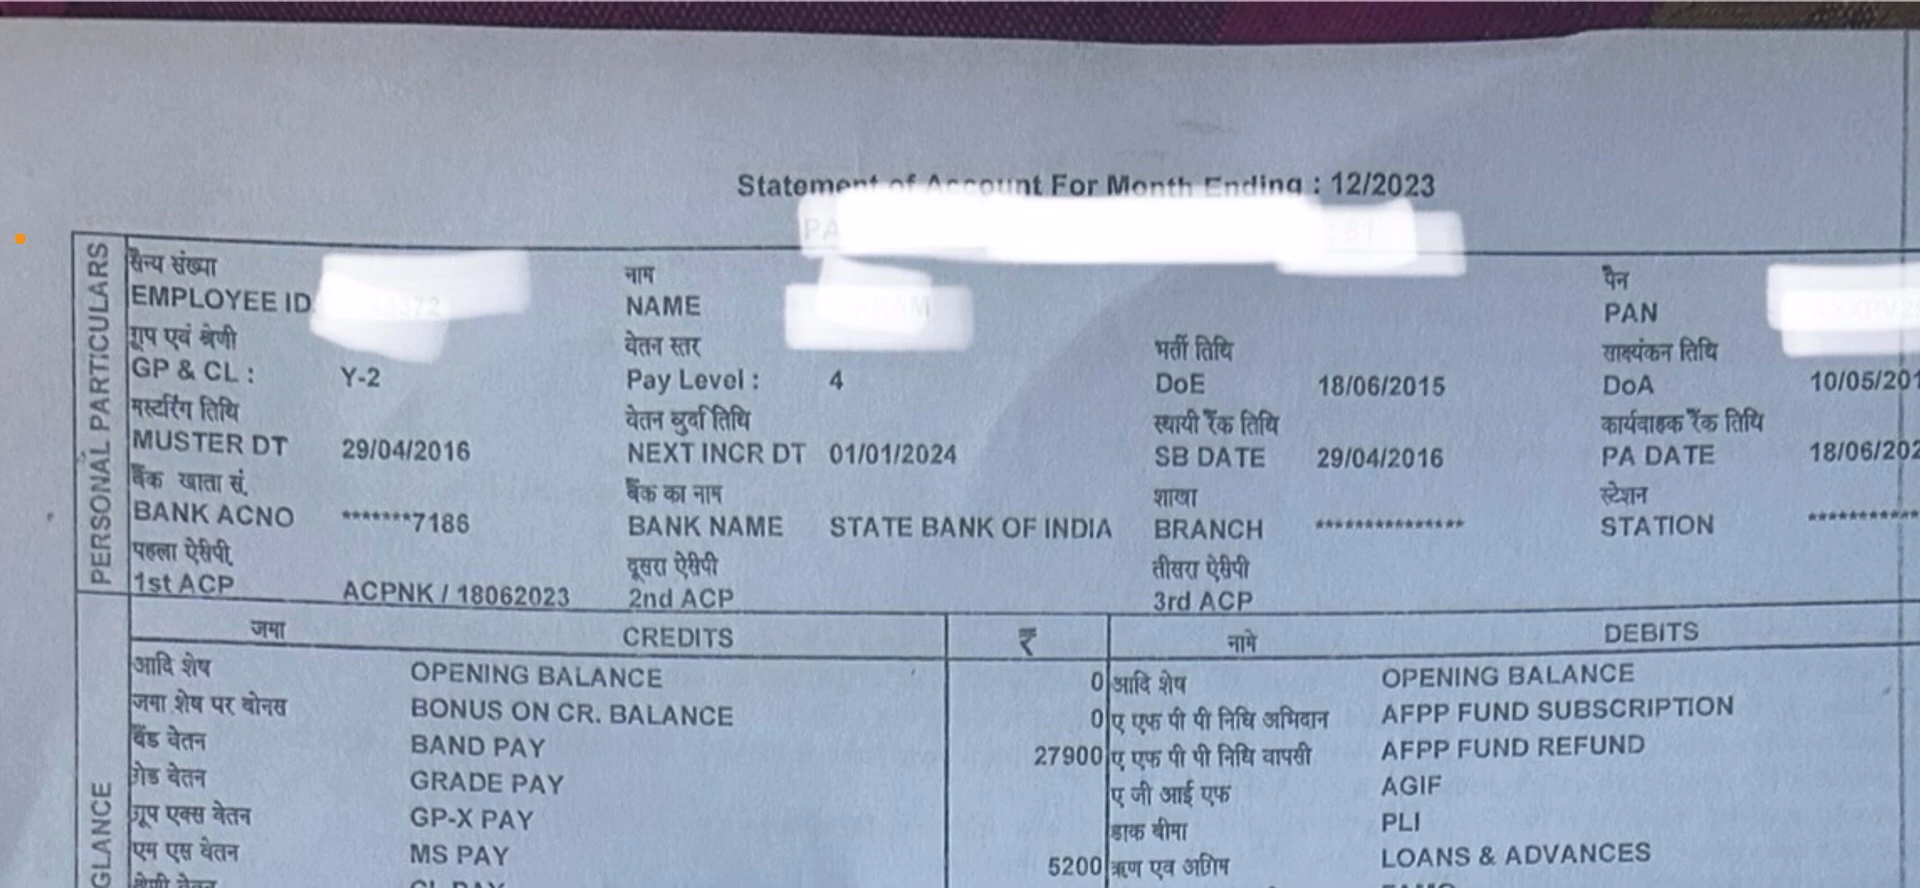 Statement of Account For Month Ending : 12/2023
सैन्य संख्या नाम पैन
EMPLOYEE ID NAME PAN
ग्रूप एवं श्रेणी वेतन स्तर भर्ती तिथि साक्ष्यंकन तिथि
GP & CL : Y-2 Pay Level : 4 DoE 18/06/2015 DoA 10/05/201
मस्टरिंग तिथि वेतन तिथि स्थायी रैंक तिथि कार्यवाहक रैंक तिथि
MUSTER DT 29/04/2016 NEXT INCR DT 01/01/2024 SB DATE 29/04/2016 PA DATE 18/06/202
बैंक खाता सं. बैंक का नाम शाखा स्टेशन
BANK ACNO *******7186 BANK NAME STATE BANK OF INDIA BRANCH *************** STATION ***********
पहला ऐसीपी दूसरा ऐसीपी तीसरा ऐसीपी
1st ACP ACPNK / 18062023 2nd ACP 3rd ACP
PERSONAL PARTICULARS
जमा CREDITS ₹ नामे DEBITS
आदि शेष OPENING BALANCE 0 आदि शेष OPENING BALANCE
जमा शेष पर बोनस BONUS ON CR. BALANCE 0 ए एफ पी पी निधि अभिदान AFPP FUND SUBSCRIPTION
बैंड वेतन BAND PAY 27900 ए एफ पी पी निधि वापसी AFPP FUND REFUND
ग्रेड वेतन GRADE PAY ए जी आई एफ AGIF
ग्रूप एक्स वेतन GP-X PAY डाक बीमा PLI
एम एस वेतन MS PAY 5200 ऋण एव अग्रिम LOANS & ADVANCES
GLANCE